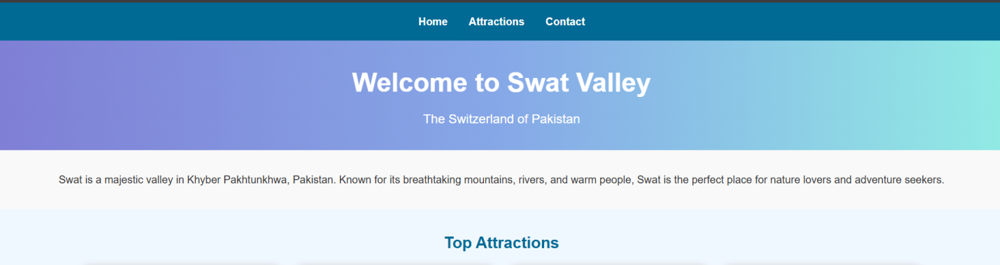 Home Attractions Contact
Welcome to Swat Valley
The Switzerland of Pakistan
Swat is a majestic valley in Khyber Pakhtunkhwa, Pakistan. Known for its breathtaking mountains, rivers, and warm people, Swat is the perfect place for nature lovers and adventure seekers.
Top Attractions